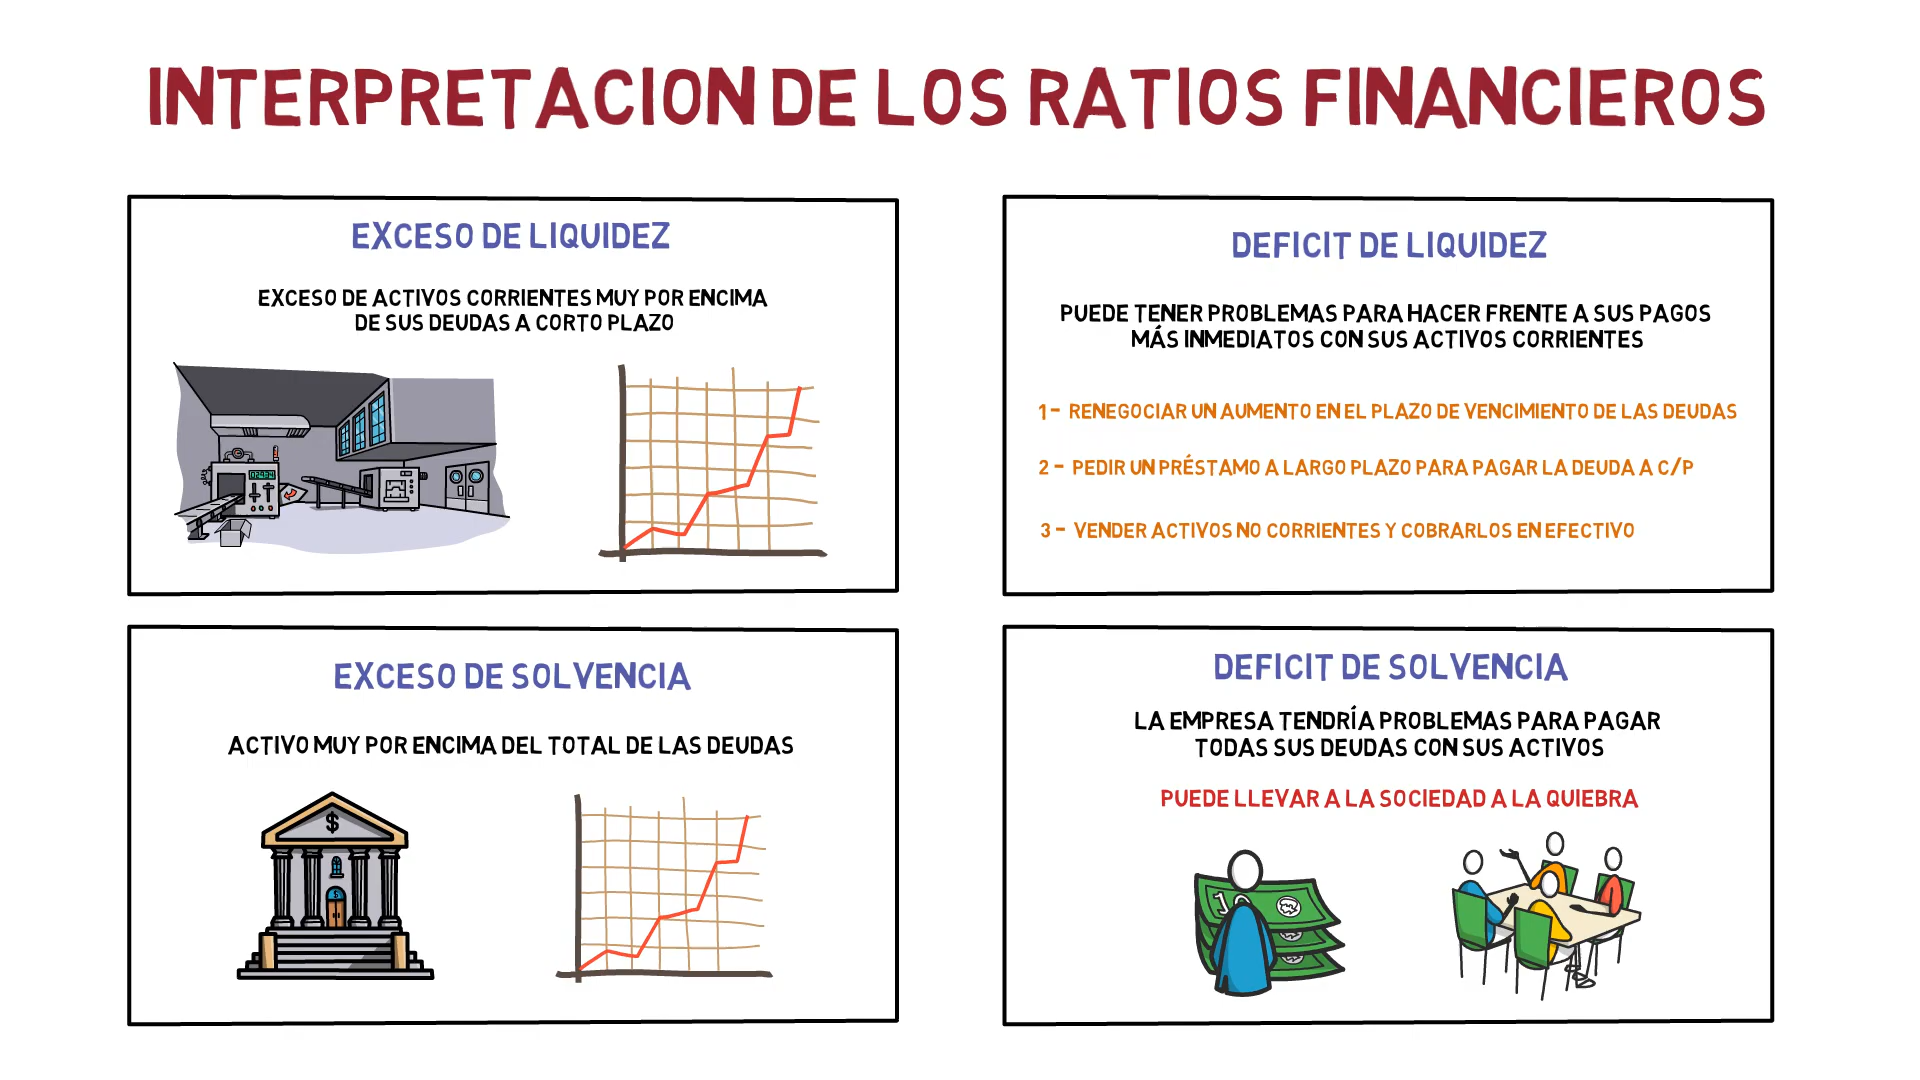 INTERPRETACION DE LOS RATIOS FINANCIEROS
EXCESO DE LIQUIDEZ
EXCESO DE ACTIVOS CORRIENTES MUY POR ENCIMA
DE SUS DEUDAS A CORTO PLAZO
DEFICIT DE LIQUIDEZ
PUEDE TENER PROBLEMAS PARA HACER FRENTE A SUS PAGOS
MÁS INMEDIATOS CON SUS ACTIVOS CORRIENTES
1 - RENEGOCIAR UN AUMENTO EN EL PLAZO DE VENCIMIENTO DE LAS DEUDAS
2 - PEDIR UN PRÉSTAMO A LARGO PLAZO PARA PAGAR LA DEUDA A C/P
3 - VENDER ACTIVOS NO CORRIENTES Y COBRARLOS EN EFECTIVO
EXCESO DE SOLVENCIA
ACTIVO MUY POR ENCIMA DEL TOTAL DE LAS DEUDAS
$
$
DEFICIT DE SOLVENCIA
LA EMPRESA TENDRÍA PROBLEMAS PARA PAGAR
TODAS SUS DEUDAS CON SUS ACTIVOS
PUEDE LLEVAR A LA SOCIEDAD A LA QUIEBRA